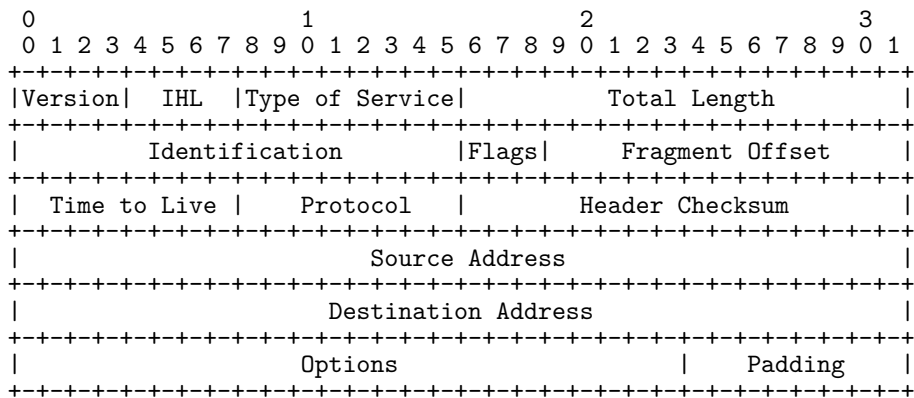 0                   1                   2                   3
 0 1 2 3 4 5 6 7 8 9 0 1 2 3 4 5 6 7 8 9 0 1 2 3 4 5 6 7 8 9 0 1
+-+-+-+-+-+-+-+-+-+-+-+-+-+-+-+-+-+-+-+-+-+-+-+-+-+-+-+-+-+-+-+-+
|Version|  IHL  |Type of Service|          Total Length         |
+-+-+-+-+-+-+-+-+-+-+-+-+-+-+-+-+-+-+-+-+-+-+-+-+-+-+-+-+-+-+-+-+
|         Identification        |Flags|     Fragment Offset     |
+-+-+-+-+-+-+-+-+-+-+-+-+-+-+-+-+-+-+-+-+-+-+-+-+-+-+-+-+-+-+-+-+
|  Time to Live |    Protocol   |        Header Checksum        |
+-+-+-+-+-+-+-+-+-+-+-+-+-+-+-+-+-+-+-+-+-+-+-+-+-+-+-+-+-+-+-+-+
|                         Source Address                        |
+-+-+-+-+-+-+-+-+-+-+-+-+-+-+-+-+-+-+-+-+-+-+-+-+-+-+-+-+-+-+-+-+
|                      Destination Address                      |
+-+-+-+-+-+-+-+-+-+-+-+-+-+-+-+-+-+-+-+-+-+-+-+-+-+-+-+-+-+-+-+-+
|                    Options                    |    Padding    |
+-+-+-+-+-+-+-+-+-+-+-+-+-+-+-+-+-+-+-+-+-+-+-+-+-+-+-+-+-+-+-+-+